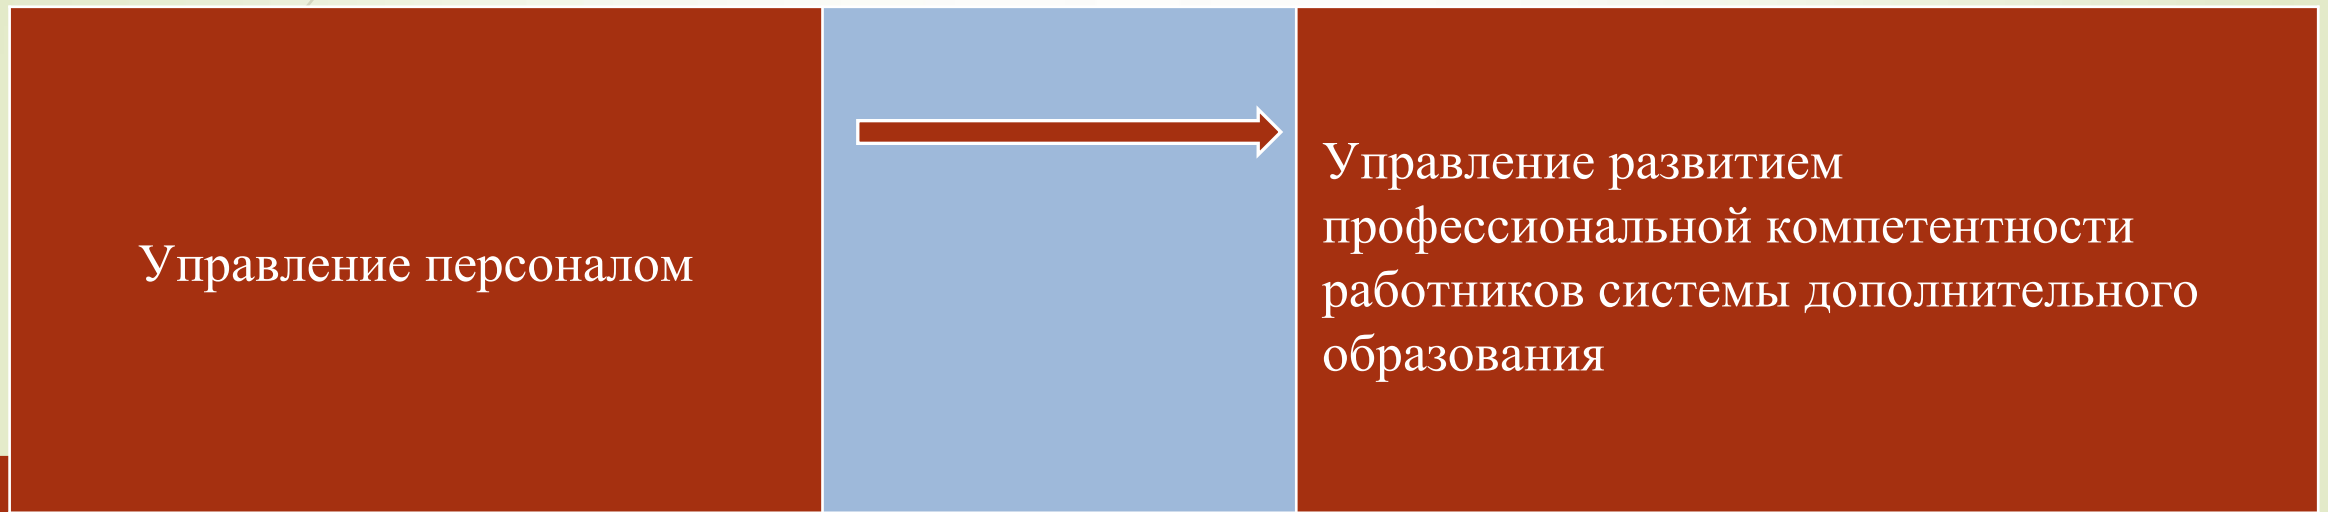 Управление персоналом
Управление развитием
профессиональной компетентности
работников системы дополнительного
образования